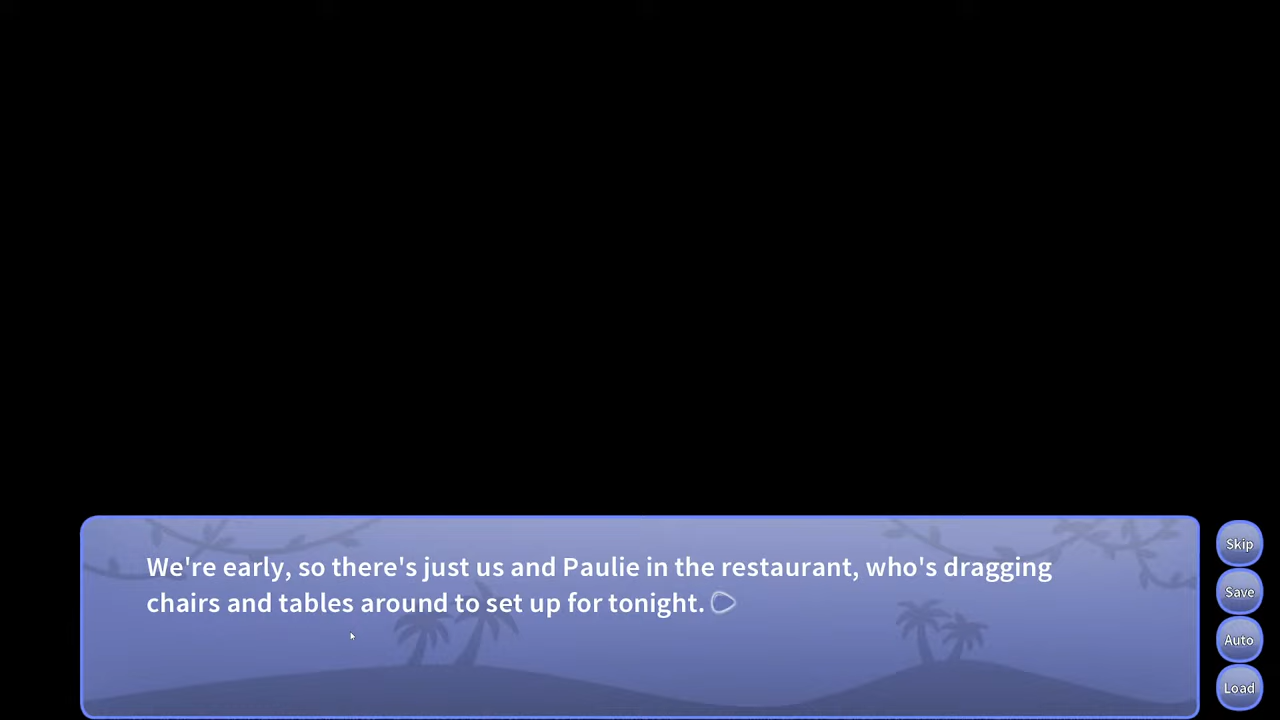 We're early, so there's just us and Paulie in the restaurant, who's dragging
chairs and tables around to set up for tonight.
Skip
Save
Auto
Load